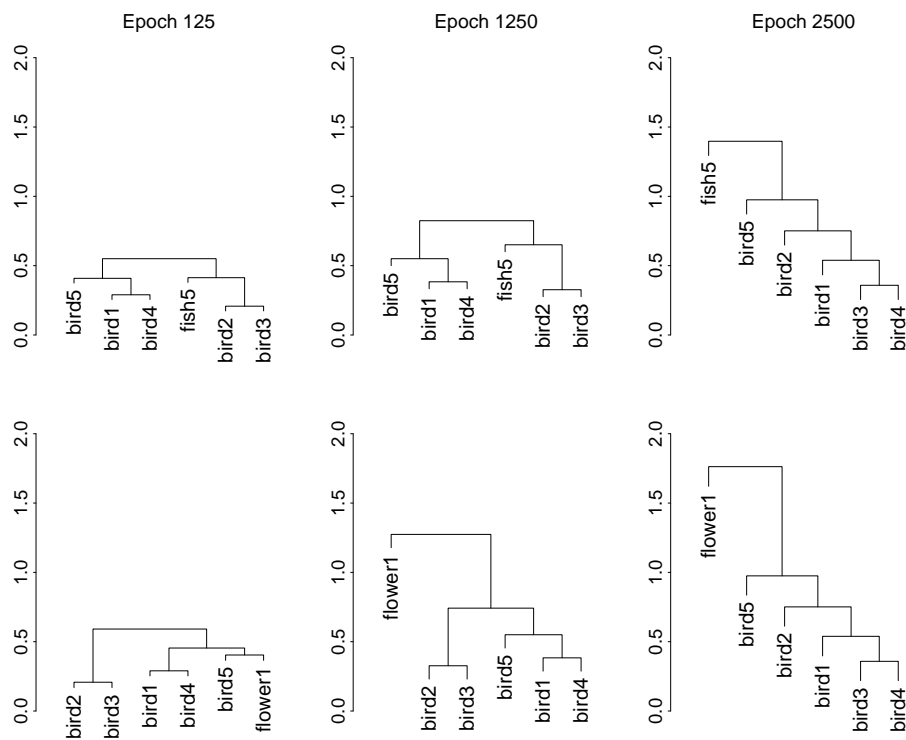 Epoch 125
Epoch 1250
Epoch 2500
0.0 0.5 1.0 1.5 2.0
bird5 bird1 bird4 fish5 bird2 bird3
0.0 0.5 1.0 1.5 2.0
bird5 bird1 bird4 fish5 bird2 bird3
0.0 0.5 1.0 1.5 2.0
fish5 bird5 bird2 bird1 bird3 bird4
0.0 0.5 1.0 1.5 2.0
bird2 bird3 bird1 bird4 bird5 flower1
0.0 0.5 1.0 1.5 2.0
flower1 bird2 bird3 bird5 bird1 bird4
0.0 0.5 1.0 1.5 2.0
flower1 bird5 bird2 bird1 bird3 bird4